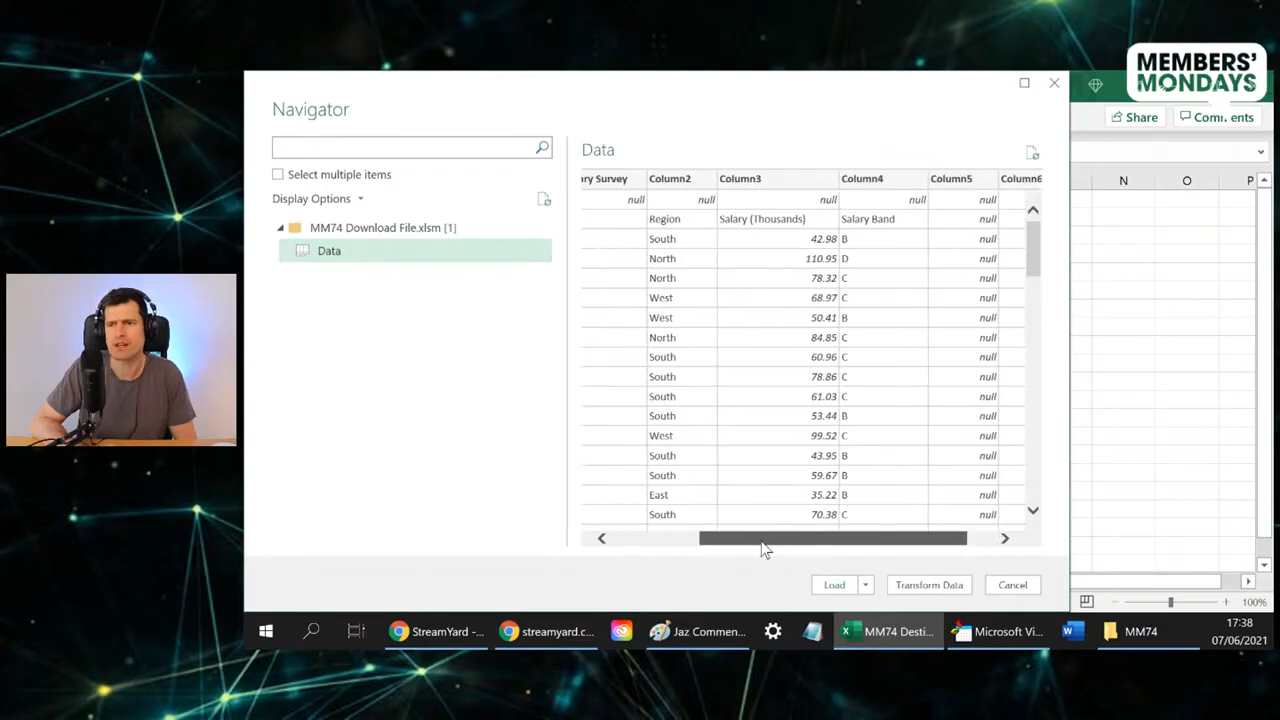 MEMBERS'
MONDAYS
Navigator
Share
Data
Select multiple items
Display Options
MM74 Download File.xlsm [1]
Data
ry Survey Column2 Column3 Column4 Column5 Column6
null null null null null
Region Salary (Thousands) Salary Band null
South 42.98 B null
North 110.95 D null
North 78.32 C null
West 68.97 C null
West 50.41 B null
North 84.85 C null
South 60.96 C null
South 78.86 C null
South 61.03 C null
South 53.44 B null
West 99.52 C null
South 43.95 B null
South 59.67 B null
East 35.22 B null
South 70.38 C null
N O P
Load Transform Data Cancel
100%
StreamYard -... streamyard.c... Jaz Commen... MM74 Desti... Microsoft Vi... MM74
17:38
07/06/2021